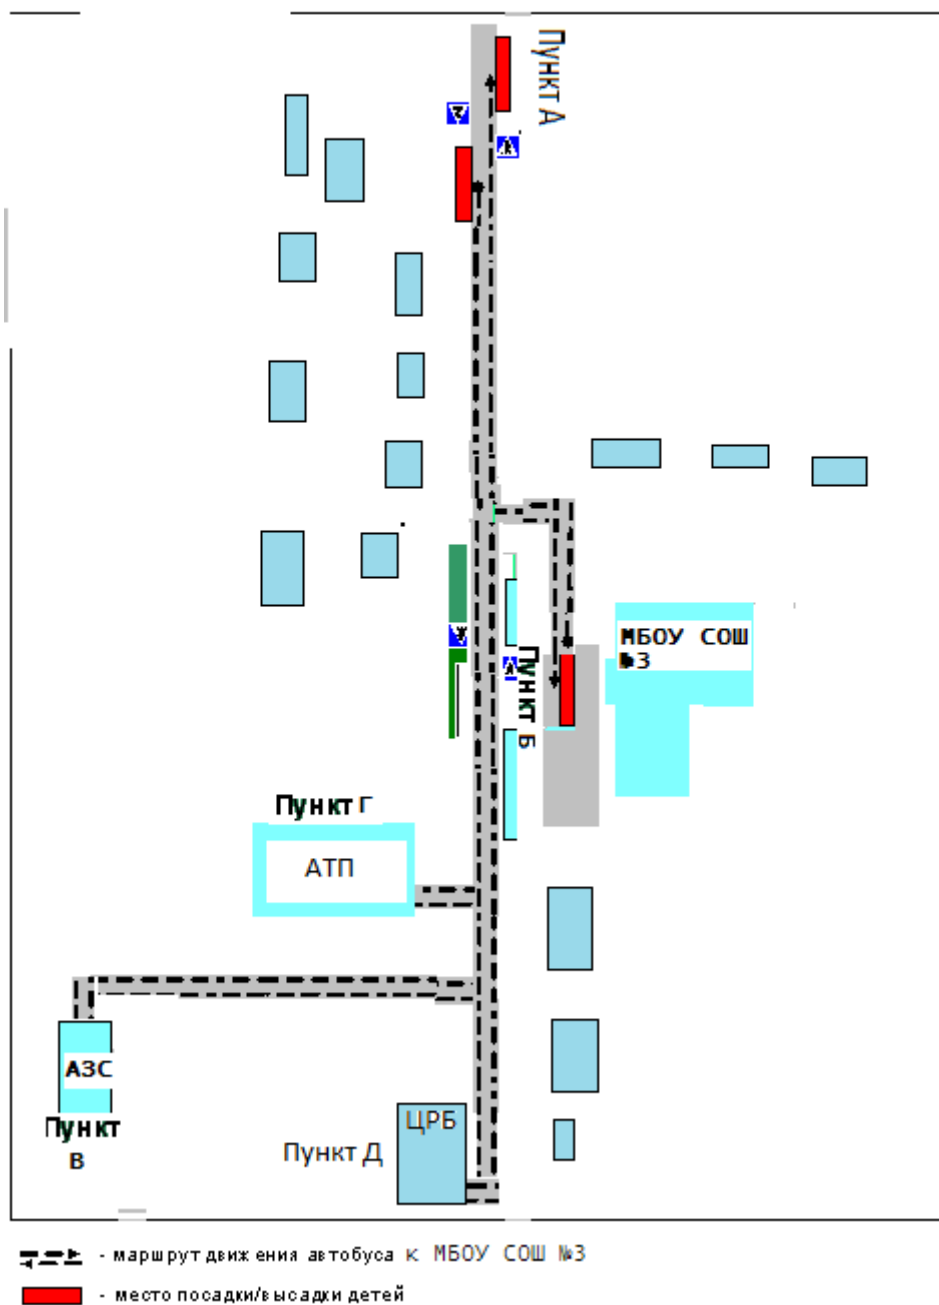 Пункт А
МБОУ СОШ
№3
Пункт Б
Пункт Г
АТП
АЗС
Пункт
В
ЦРБ
Пункт Д
- маршрут движения автобуса к МБОУ СОШ №3
- место посадки/высадки детей